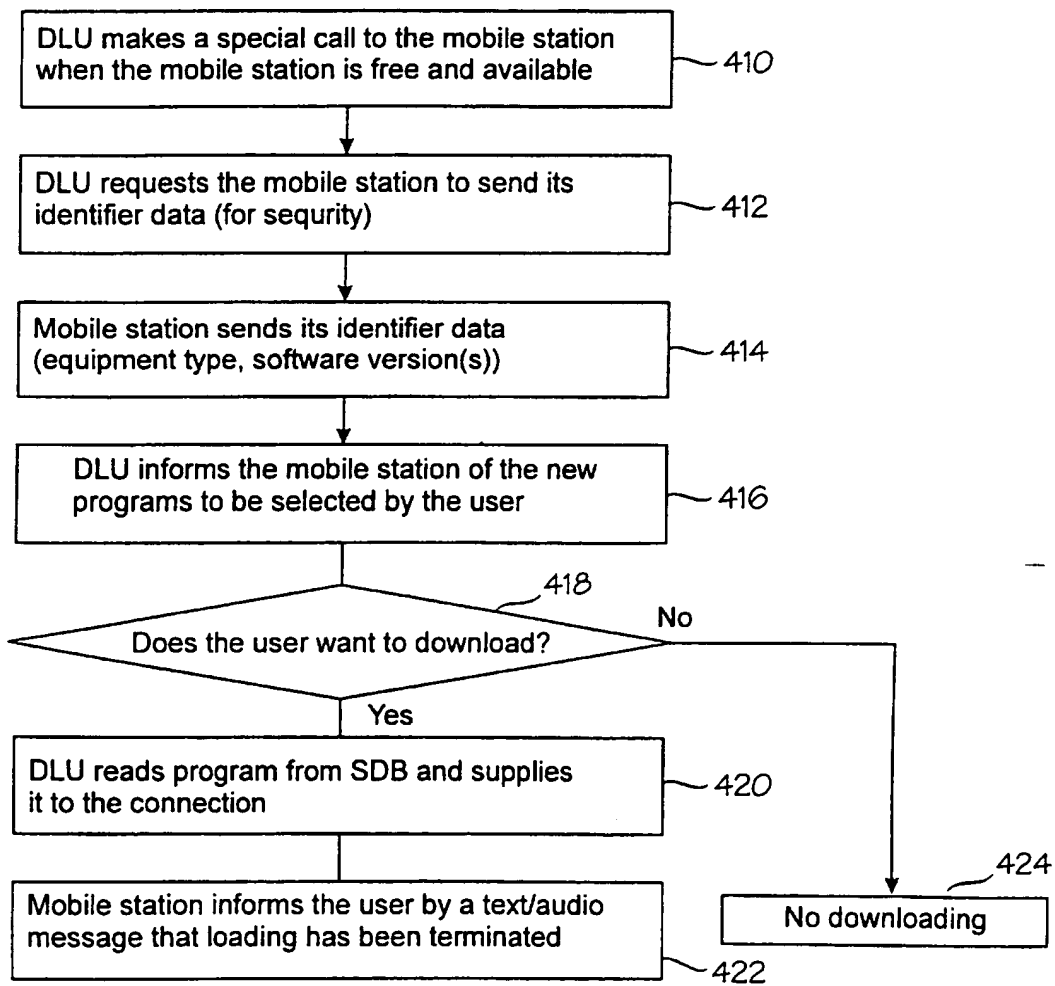 DLU makes a special call to the mobile station
when the mobile station is free and available
410
DLU requests the mobile station to send its
identifier data (for sequrity)
412
Mobile station sends its identifier data
(equipment type, software version(s))
414
DLU informs the mobile station of the new
programs to be selected by the user
416
418
Does the user want to download?
No
Yes
DLU reads program from SDB and supplies
it to the connection
420
Mobile station informs the user by a text/audio
message that loading has been terminated
422
424
No downloading